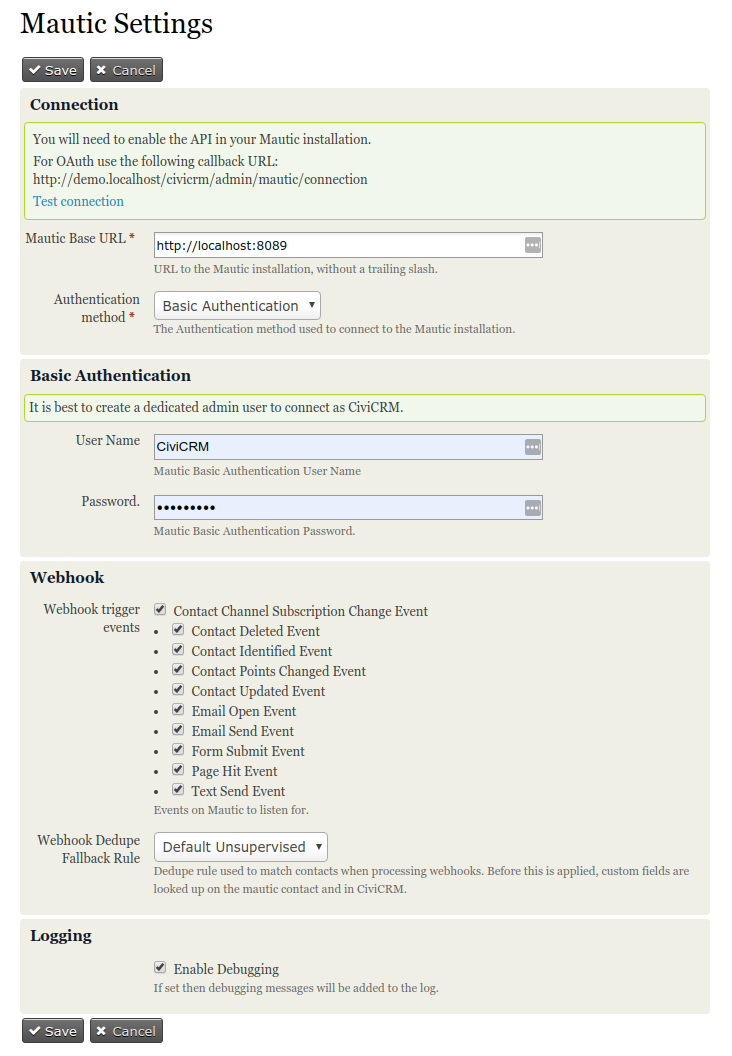 Mautic Settings
Save Cancel
Connection
You will need to enable the API in your Mautic installation.
For OAuth use the following callback URL:
http://demo.localhost/civicrm/admin/mautic/connection
Test connection
Mautic Base URL *
http://localhost:8089
URL to the Mautic installation, without a trailing slash.
Authentication
method *
Basic Authentication
The Authentication method used to connect to the Mautic installation.
Basic Authentication
It is best to create a dedicated admin user to connect as CiviCRM.
User Name
CiviCRM
Mautic Basic Authentication User Name
Password.
•••••••••
Mautic Basic Authentication Password.
Webhook
Webhook trigger
events
Contact Channel Subscription Change Event
• Contact Deleted Event
• Contact Identified Event
• Contact Points Changed Event
• Contact Updated Event
• Email Open Event
• Email Send Event
• Form Submit Event
• Page Hit Event
• Text Send Event
Events on Mautic to listen for.
Webhook Dedupe
Fallback Rule
Default Unsupervised
Dedupe rule used to match contacts when processing webhooks. Before this is applied, custom fields are
looked up on the mautic contact and in CiviCRM.
Logging
Enable Debugging
If set then debugging messages will be added to the log.
Save Cancel